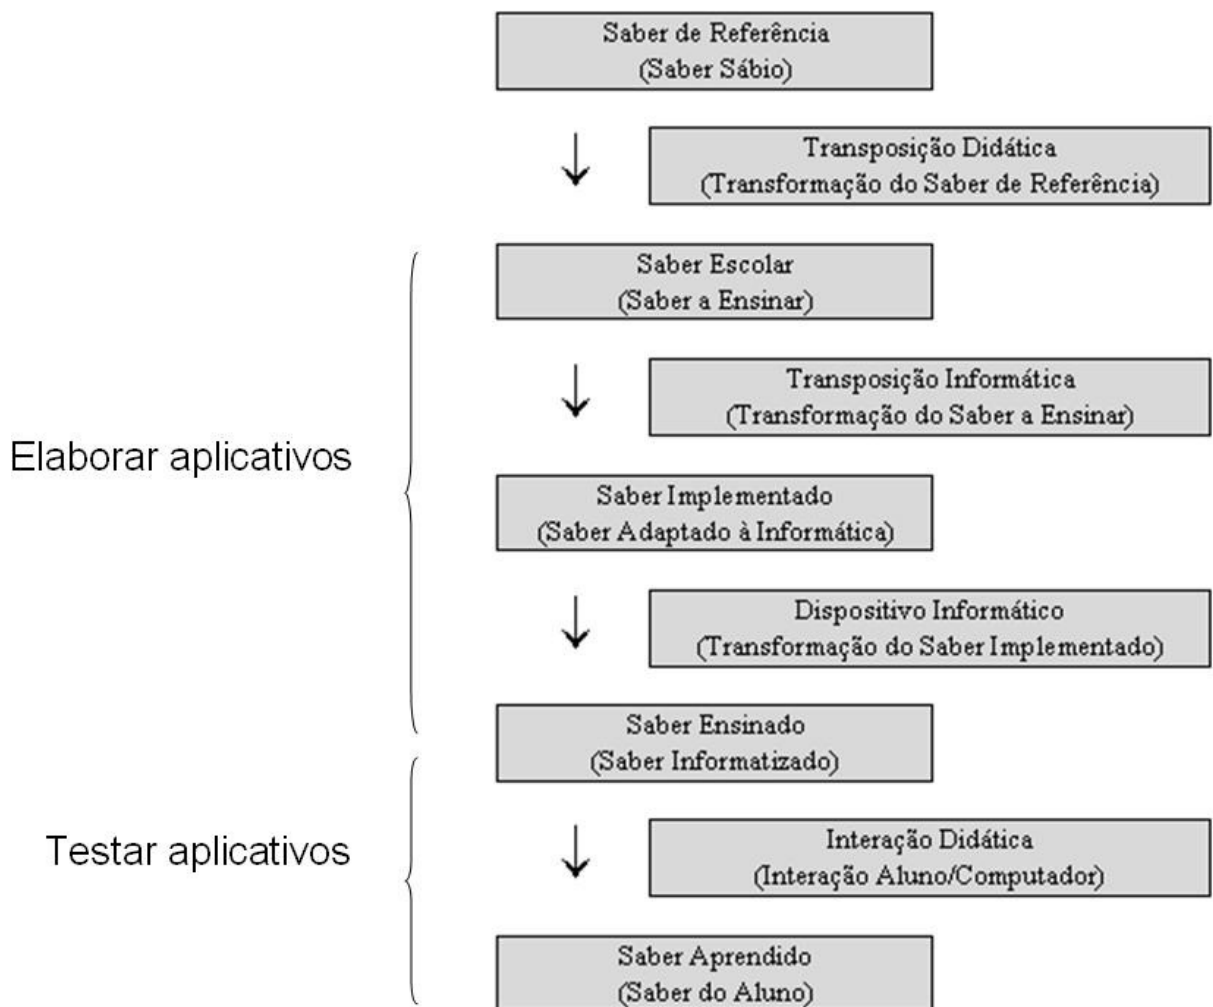 Saber de Referência
(Saber Sábio)
Transposição Didática
(Transformação do Saber de Referência)
Saber Escolar
(Saber a Ensinar)
Transposição Informática
(Transformação do Saber a Ensinar)
Elaborar aplicativos
Saber Implementado
(Saber Adaptado à Informática)
Dispositivo Informático
(Transformação do Saber Implementado)
Saber Ensinado
(Saber Informatizado)
Testar aplicativos
Interação Didática
(Interação Aluno/Computador)
Saber Aprendido
(Saber do Aluno)